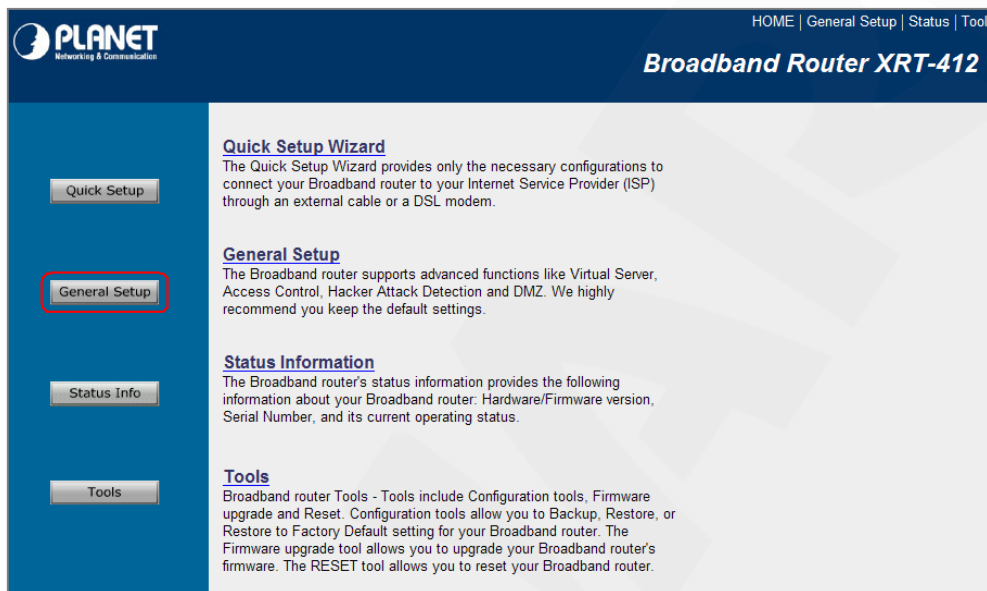 PLANET
Networking & Communication
HOME | General Setup | Status | Tool
Broadband Router XRT-412
Quick Setup
General Setup
Status Info
Tools
Quick Setup Wizard
The Quick Setup Wizard provides only the necessary configurations to
connect your Broadband router to your Internet Service Provider (ISP)
through an external cable or a DSL modem.
General Setup
The Broadband router supports advanced functions like Virtual Server,
Access Control, Hacker Attack Detection and DMZ. We highly
recommend you keep the default settings.
Status Information
The Broadband router's status information provides the following
information about your Broadband router: Hardware/Firmware version,
Serial Number, and its current operating status.
Tools
Broadband router Tools - Tools include Configuration tools, Firmware
upgrade and Reset. Configuration tools allow you to Backup, Restore, or
Restore to Factory Default setting for your Broadband router. The
Firmware upgrade tool allows you to upgrade your Broadband router's
firmware. The RESET tool allows you to reset your Broadband router.